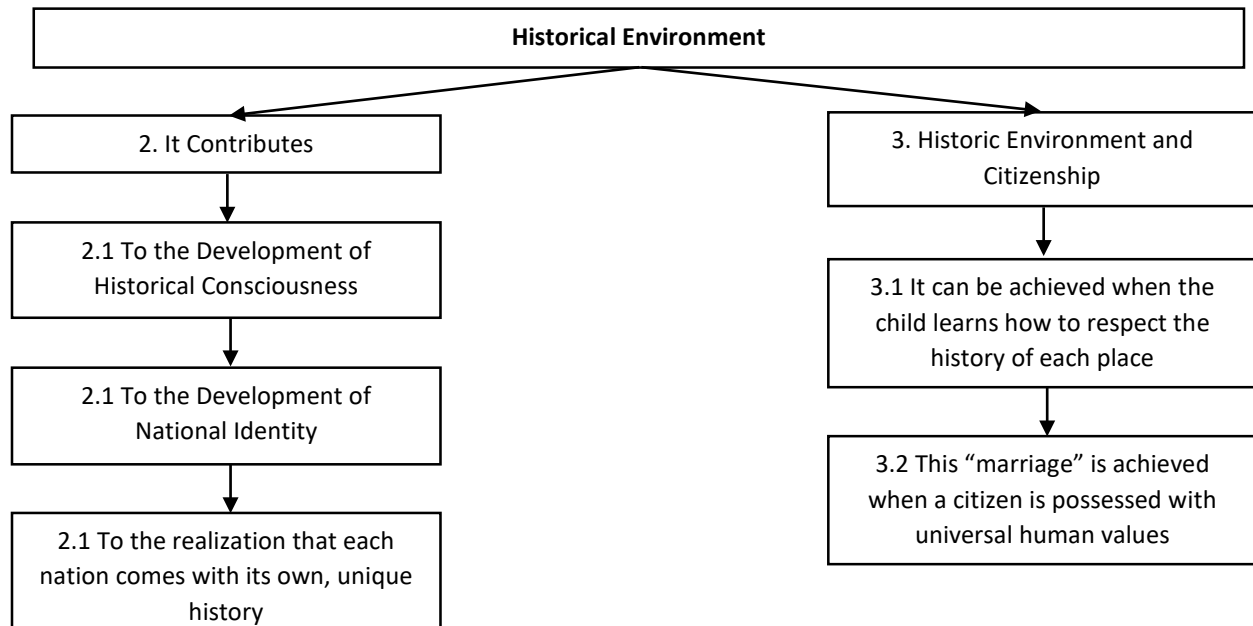 Historical Environment
2. It Contributes
2.1 To the Development of
Historical Consciousness
2.1 To the Development of
National Identity
2.1 To the realization that each
nation comes with its own, unique
history
3. Historic Environment and
Citizenship
3.1 It can be achieved when the
child learns how to respect the
history of each place
3.2 This “marriage” is achieved
when a citizen is possessed with
universal human values